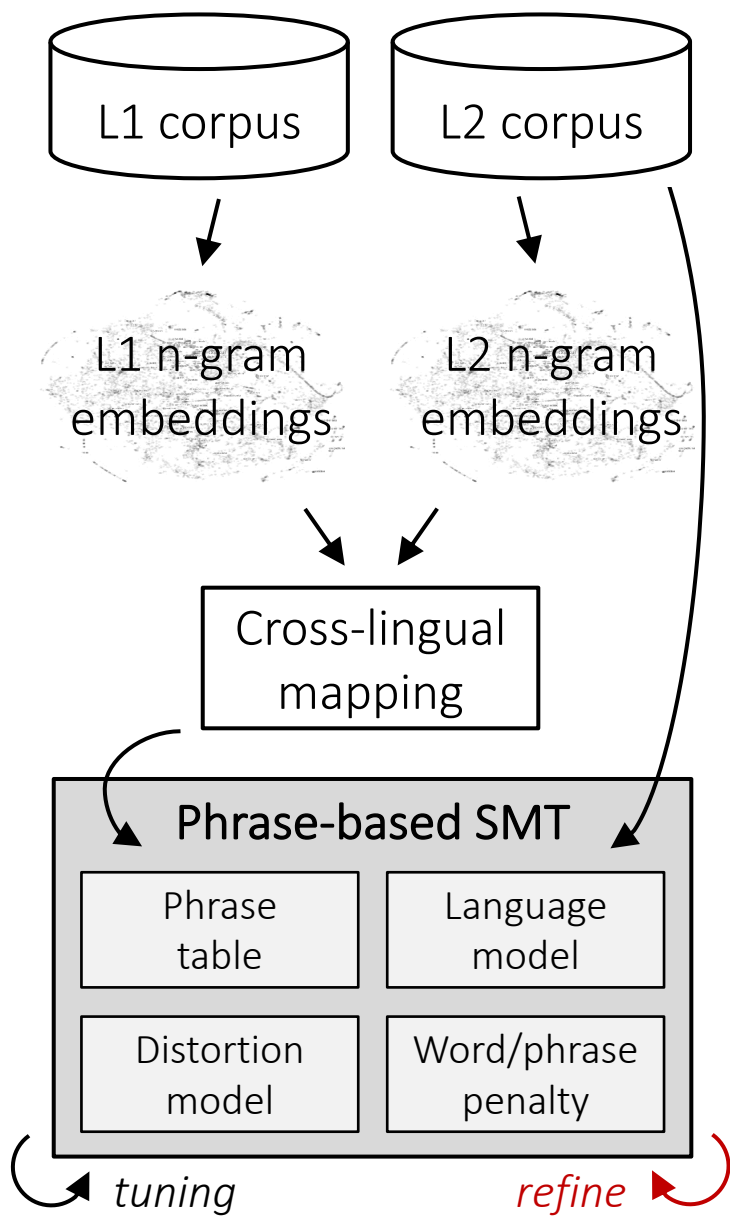 L1 corpus
L2 corpus
L1 n-gram
embeddings
L2 n-gram
embeddings
Cross-lingual
mapping
Phrase-based SMT
Phrase
table
Language
model
Distortion
model
Word/phrase
penalty
tuning
refine